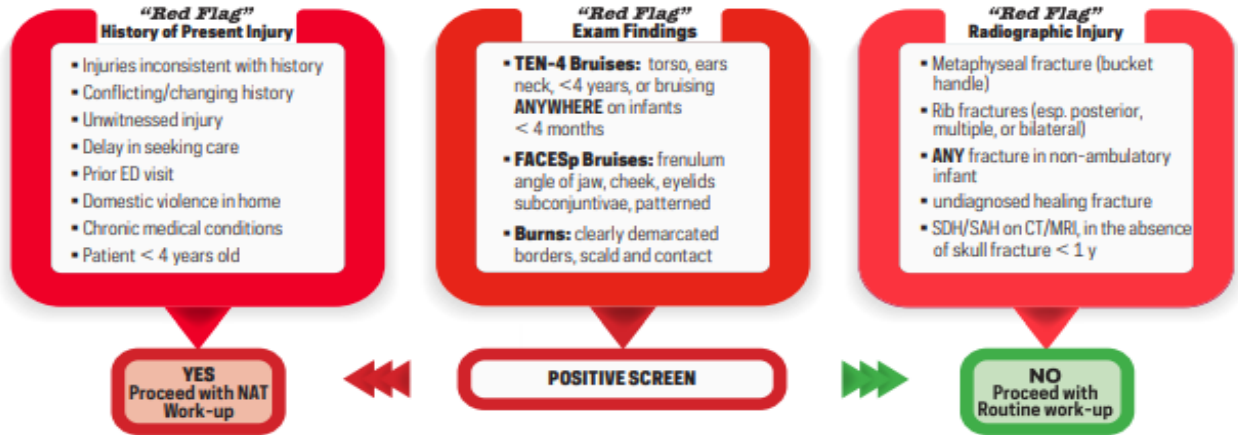 “Red Flag”
History of Present Injury
▪ Injuries inconsistent with history
▪ Conflicting/changing history
▪ Unwitnessed injury
▪ Delay in seeking care
▪ Prior ED visit
▪ Domestic violence in home
▪ Chronic medical conditions
▪ Patient < 4 years old
“Red Flag”
Exam Findings
▪ TEN-4 Bruises: torso, ears
neck, <4 years, or bruising
ANYWHERE on infants
< 4 months
▪ FACESp Bruises: frenulum
angle of jaw, cheek, eyelids
subconjuntivae, patterned
▪ Burns: clearly demarcated
borders, scald and contact
“Red Flag”
Radiographic Injury
▪ Metaphyseal fracture (bucket
handle)
▪ Rib fractures (esp. posterior,
multiple, or bilateral)
▪ ANY fracture in non-ambulatory
infant
▪ undiagnosed healing fracture
▪ SDH/SAH on CT/MRI, in the absence
of skull fracture < 1 y
YES
Proceed with NAT
Work-up
POSITIVE SCREEN
NO
Proceed with
Routine work-up